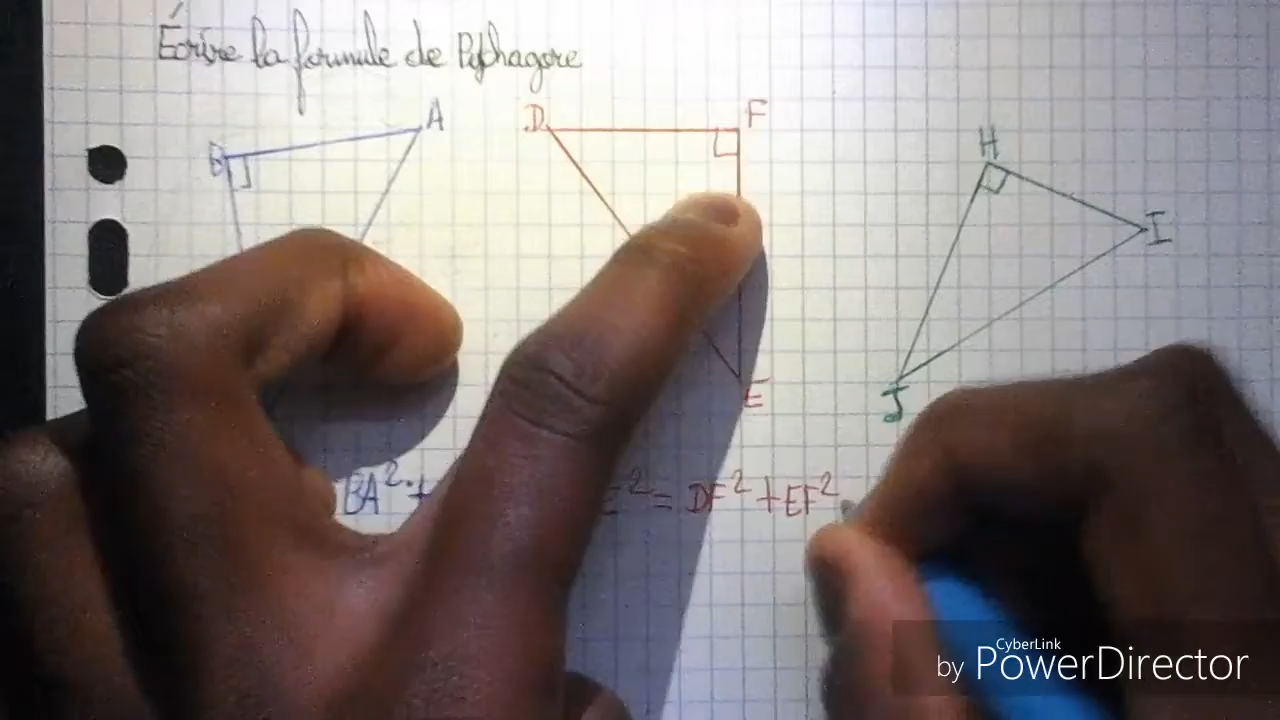 Écrire la formule de Pythagore
A
D
F
B
H
I
E
J
BA² +
E² = DF² + EF²
CyberLink
by PowerDirector